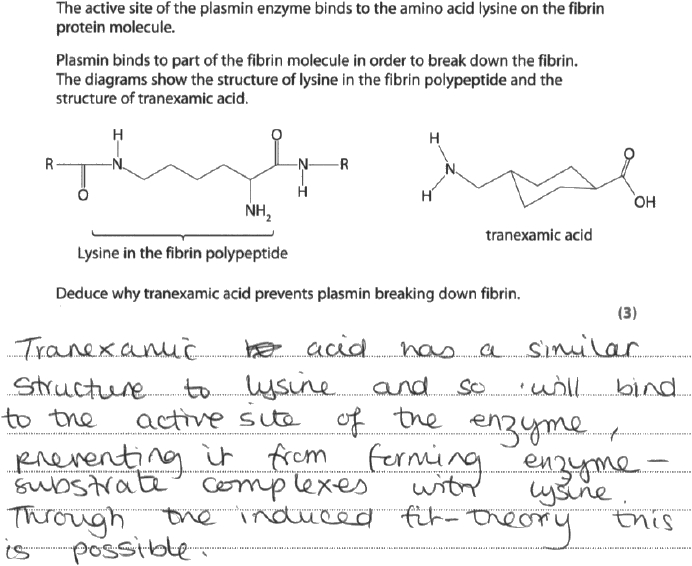 The active site of the plasmin enzyme binds to the amino acid lysine on the fibrin
protein molecule.
Plasmin binds to part of the fibrin molecule in order to break down the fibrin.
The diagrams show the structure of lysine in the fibrin polypeptide and the
structure of tranexamic acid.
H
O
R
N
N
R
O
H
NH₂
Lysine in the fibrin polypeptide
H
N
H
O
OH
tranexamic acid
Deduce why tranexamic acid prevents plasmin breaking down fibrin.
(3)
Tranexamic acid has a similar
structure to lysine and so will bind
to the active site of the enzyme,
preventing it from forming enzyme-
substrate complexes with lysine.
Through the induced fit-theory this
is possible.